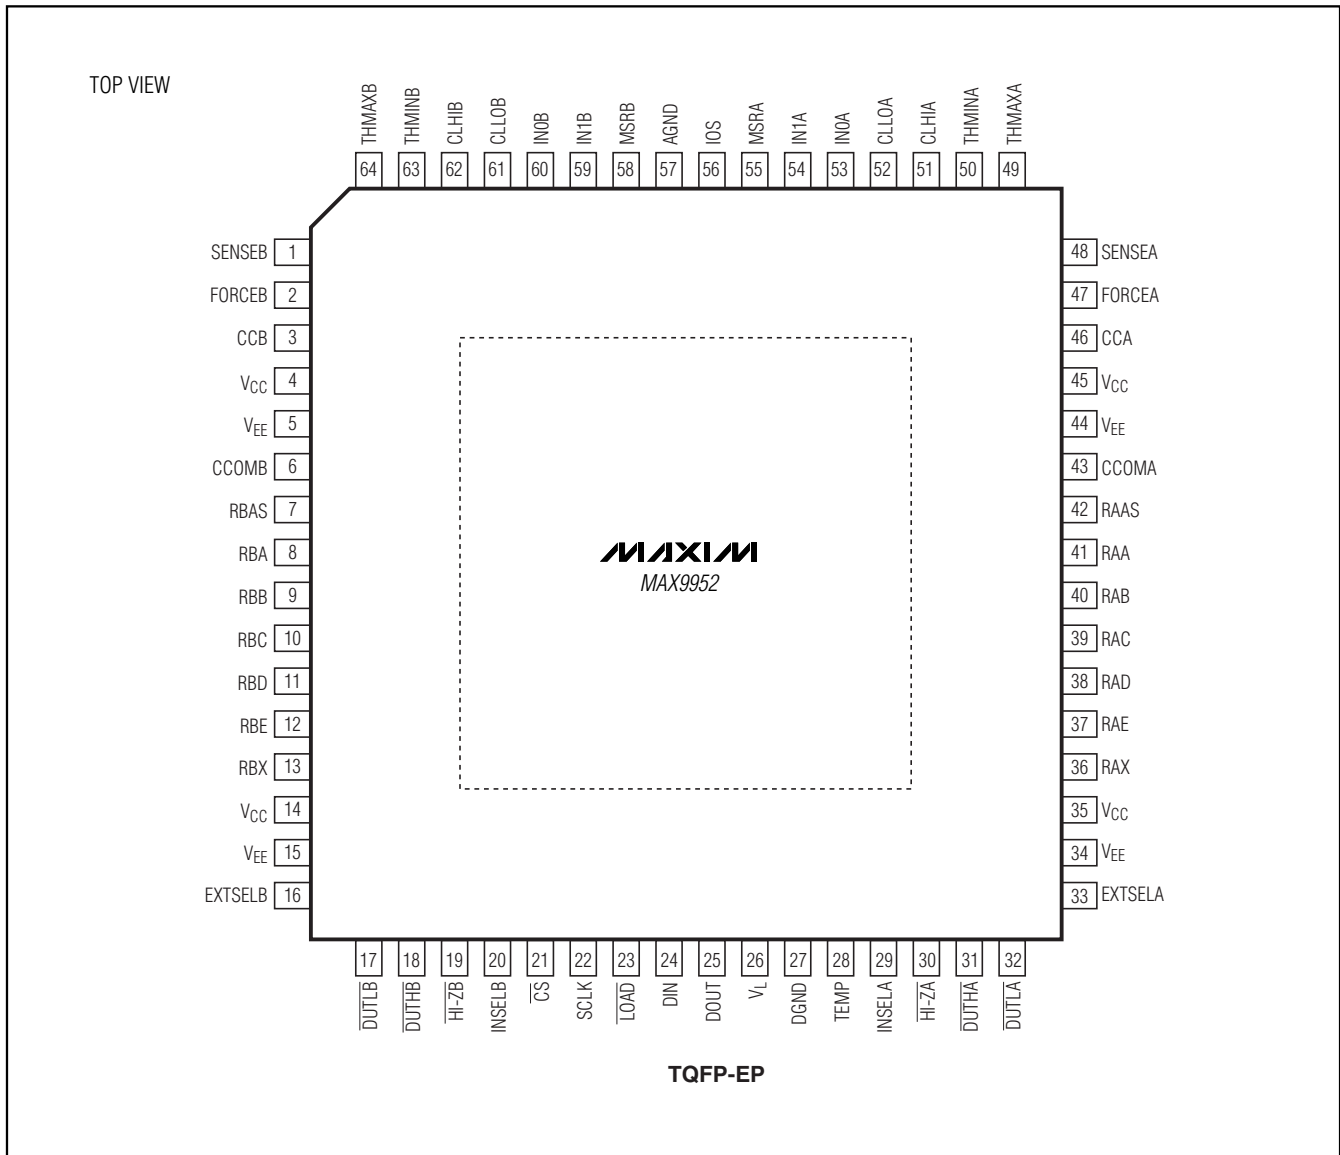 TOP VIEW
THMAXB THMINB CLHIB CLLOB IN0B IN1B MSRB AGND IOS MSRA IN1A IN0A CLLOA CLHIA THMINA THMAXA
64 63 62 61 60 59 58 57 56 55 54 53 52 51 50 49
SENSEB 1 48 SENSEA
FORCEB 2 47 FORCEA
CCB 3 46 CCA
VCC 4 45 VCC
VEE 5 44 VEE
CCOMB 6 43 CCOMA
RBAS 7 42 RAAS
RBA 8 MAXIM 41 RAA
MAX9952
RBB 9 40 RAB
RBC 10 39 RAC
RBD 11 38 RAD
RBE 12 37 RAE
RBX 13 36 RAX
VCC 14 35 VCC
VEE 15 34 VEE
EXTSELB 16 33 EXTSELA
17 18 19 20 21 22 23 24 25 26 27 28 29 30 31 32
DUTLB DUTHB HI-ZB INSELB CS SCLK LOAD DIN DOUT VL DGND TEMP INSELA HI-ZA DUTHA DUTLA
TQFP-EP